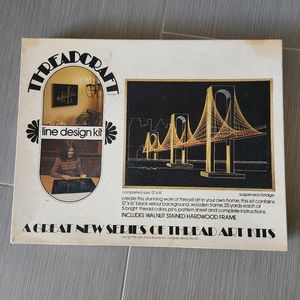 THREADCRAFT
line design kit
completed size: 12"x16"
suspension bridge
create this stunning work of thread art in your own home. this kit contains
12"x16" black velour background, wooden frame 25 yards each of
5 bright thread colors, pins, pattern sheet and complete instructions.
INCLUDES WALNUT STAINED HARDWOOD FRAME
A GREAT NEW SERIES OF THREAD ART KITS